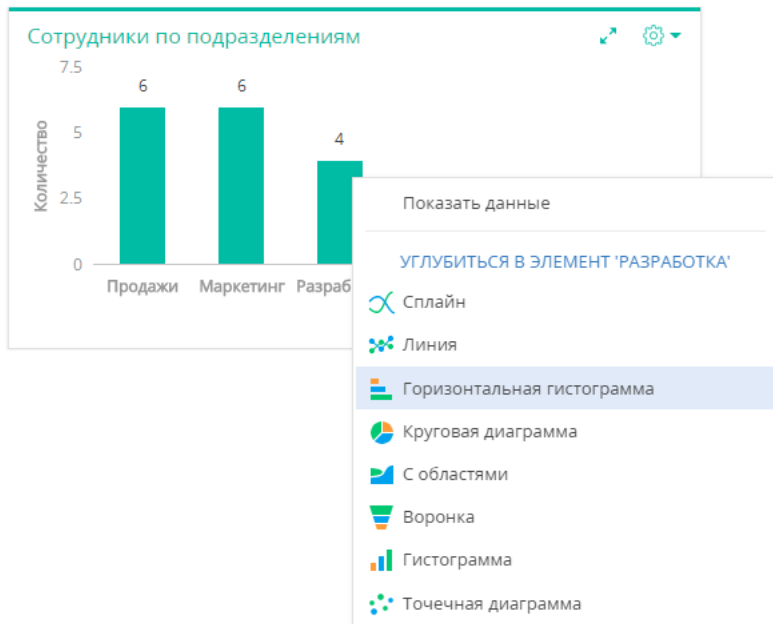 Сотрудники по подразделениям
7.5
6
6
5
4
Количество
2.5
0
Продажи
Маркетинг
Разраб
Показать данные
УГЛУБИТЬСЯ В ЭЛЕМЕНТ 'РАЗРАБОТКА'
Сплайн
Линия
Горизонтальная гистограмма
Круговая диаграмма
С областями
Воронка
Гистограмма
Точечная диаграмма